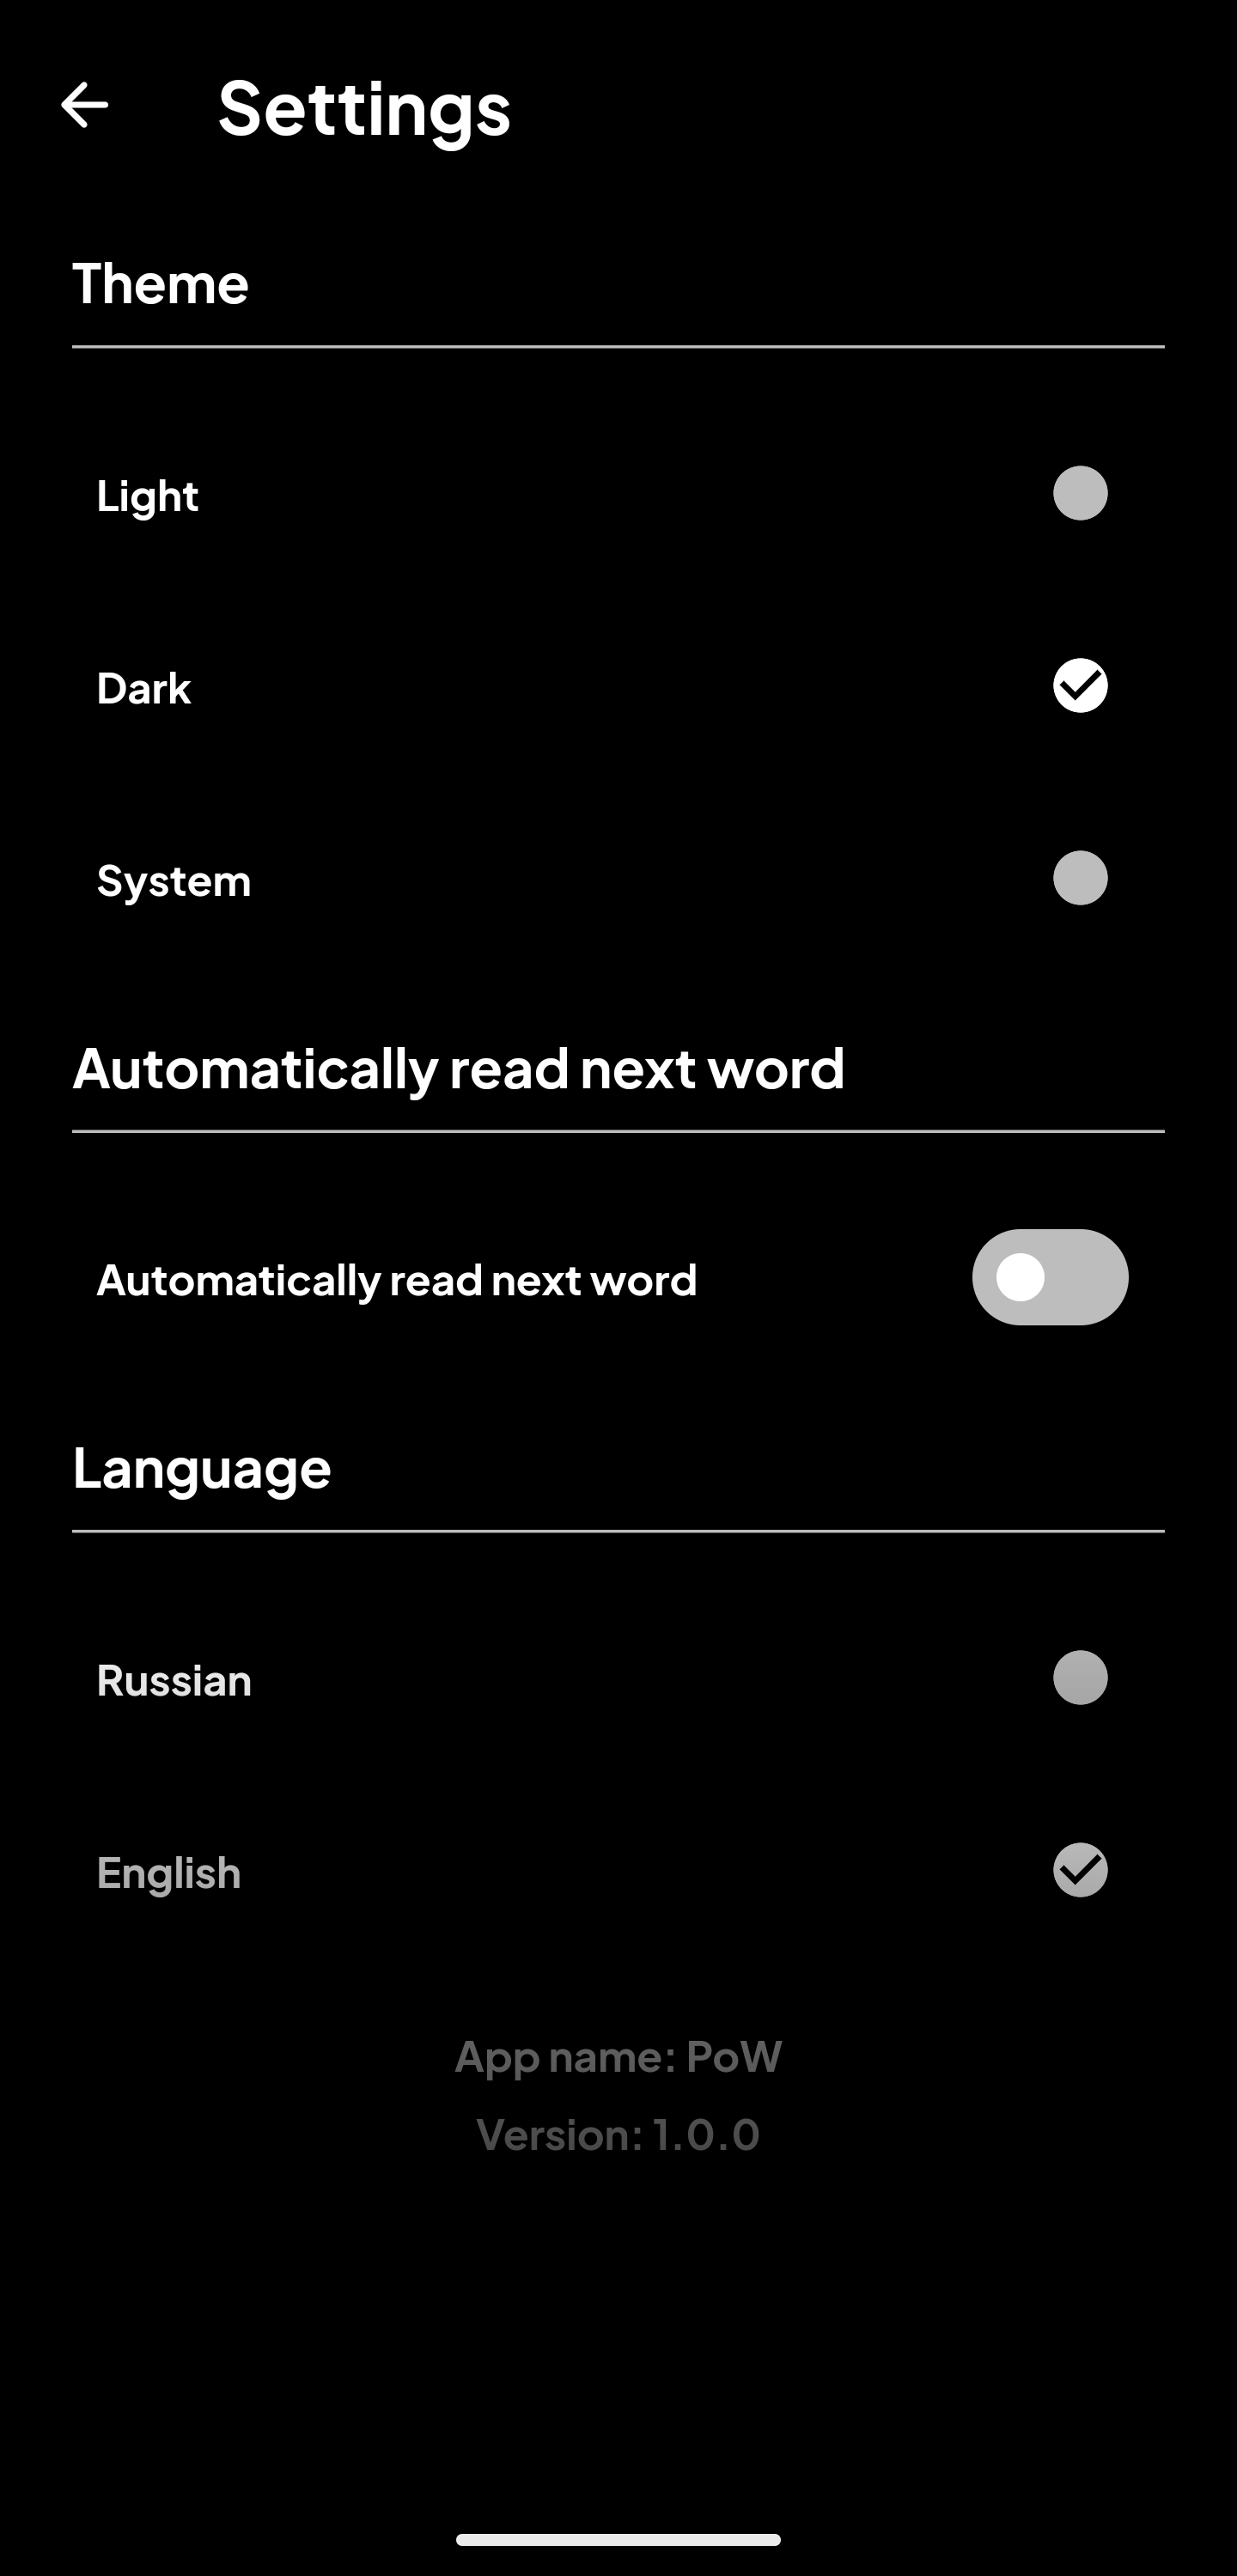 Settings
Theme
Light
Dark
System
Automatically read next word
Automatically read next word
Language
Russian
English
App name: PoW
Version: 1.0.0